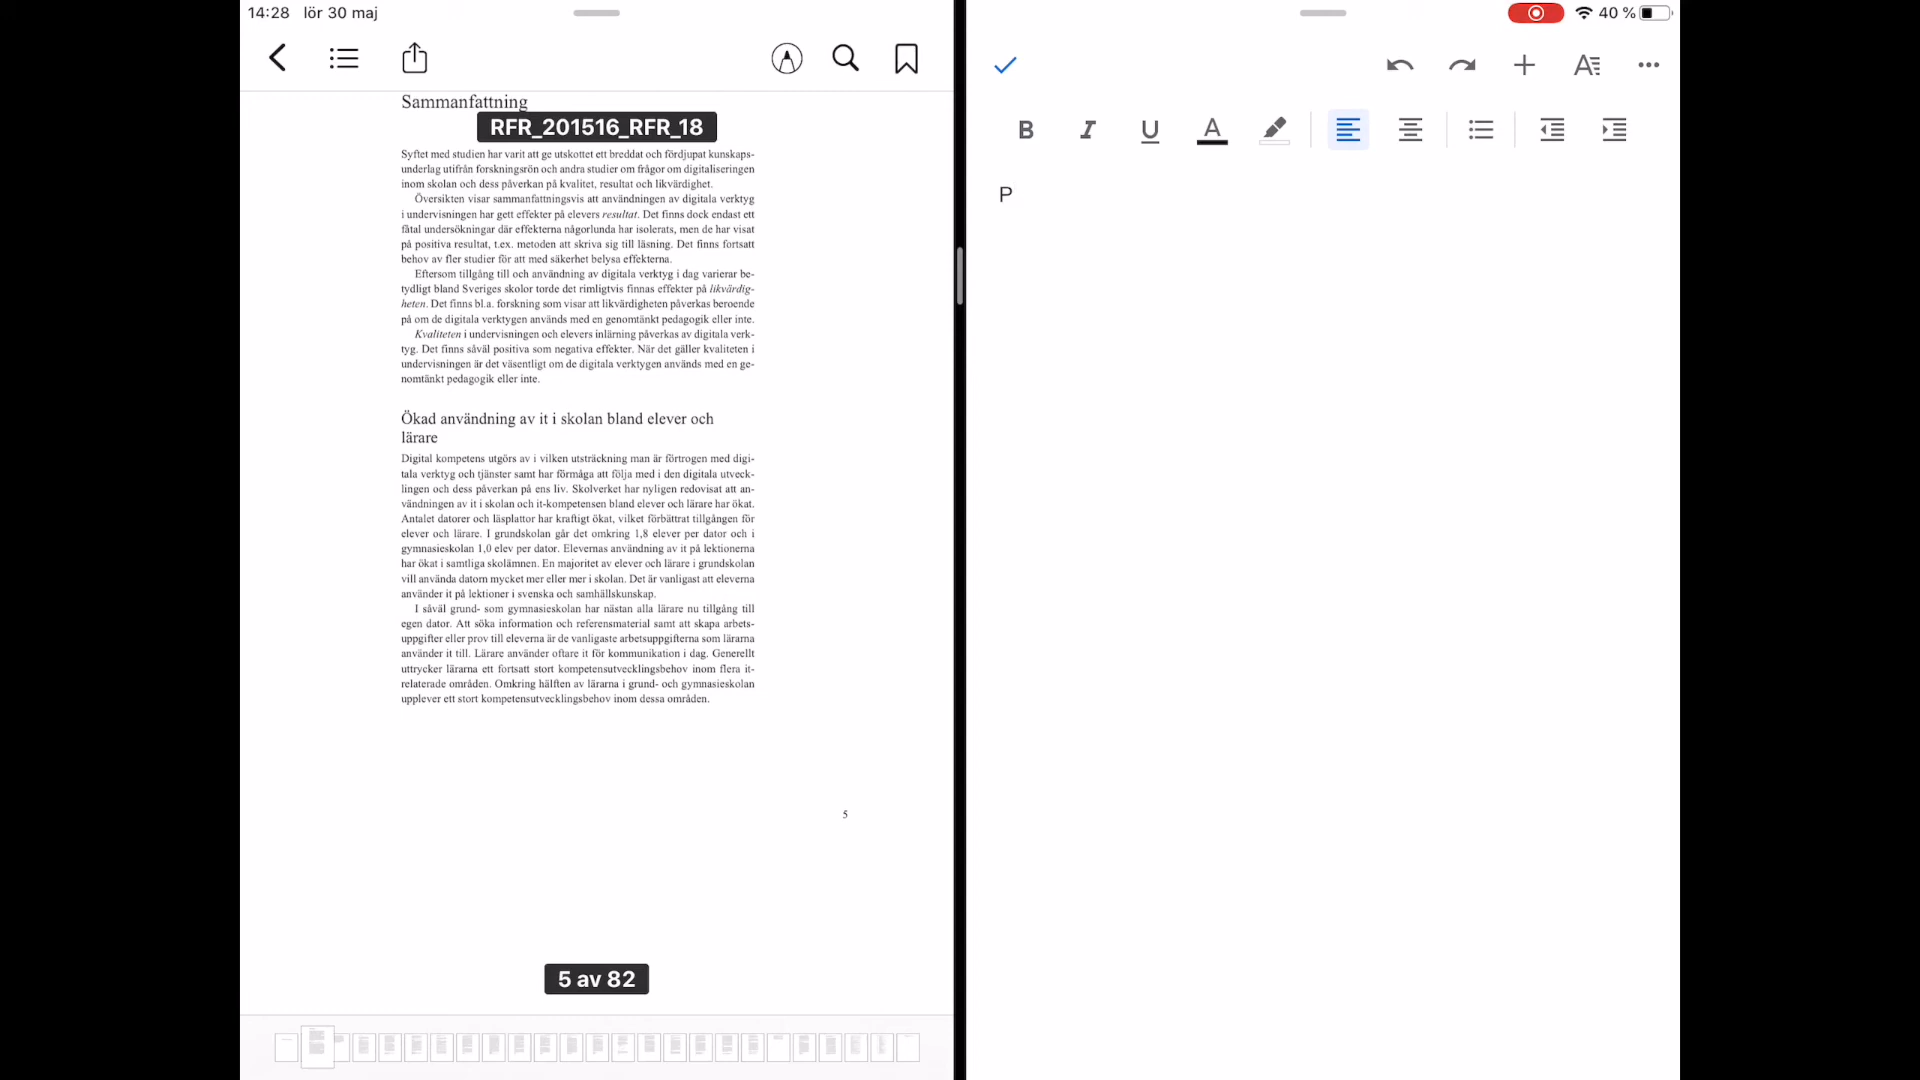 14:28 lör 30 maj
40 %
Sammanfattning
RFR_201516_RFR_18
Syftet med studien har varit att ge utskottet ett breddat och fördjupat kunskaps-
underlag utifrån forskningsrön och andra studier om frågor om digitaliseringen
inom skolan och dess påverkan på kvalitet, resultat och likvärdighet.
Översikten visar sammanfattningsvis att användningen av digitala verktyg
i undervisningen har gett effekter på elevers resultat. Det finns dock endast ett
fåtal undersökningar där effekterna någorlunda har isolerats, men de har visat
på positiva resultat, t.ex. metoden att skriva sig till läsning. Det finns fortsatt
behov av fler studier för att med säkerhet belysa effekterna.
Eftersom tillgång till och användning av digitala verktyg i dag varierar be-
tydligt bland Sveriges skolor torde det rimligtvis finnas effekter på likvärdig-
heten. Det finns bl.a. forskning som visar att likvärdigheten påverkas beroende
på om de digitala verktygen används med en genomtänkt pedagogik eller inte.
Kvaliteten i undervisningen och elevers inlärning påverkas av digitala verk-
tyg. Det finns såväl positiva som negativa effekter. När det gäller kvaliteten i
undervisningen är det väsentligt om de digitala verktygen används med en ge-
nomtänkt pedagogik eller inte.
Ökad användning av it i skolan bland elever och
lärare
Digital kompetens utgörs av i vilken utsträckning man är förtrogen med digi-
tala verktyg och tjänster samt har förmåga att följa med i den digitala utveck-
lingen och dess påverkan på ens liv. Skolverket har nyligen redovisat att an-
vändningen av it i skolan och it-kompetensen bland elever och lärare har ökat.
Antalet datorer och läsplattor har kraftigt ökat, vilket förbättrat tillgången för
elever och lärare. I grundskolan går det omkring 1,8 elever per dator och i
gymnasieskolan 1,0 elev per dator. Elevernas användning av it på lektionerna
har ökat i samtliga skolämnen. En majoritet av elever och lärare i grundskolan
vill använda datorn mycket mer eller mer i skolan. Det är vanligast att eleverna
använder it på lektioner i svenska och samhällskunskap.
I såväl grund- som gymnasieskolan har nästan alla lärare nu tillgång till
egen dator. Att söka information och referensmaterial samt att skapa arbets-
uppgifter eller prov till eleverna är de vanligaste arbetsuppgifterna som lärarna
använder it till. Lärare använder oftare it för kommunikation i dag. Generellt
uttrycker lärarna ett fortsatt stort kompetensutvecklingsbehov inom flera it-
relaterade områden. Omkring hälften av lärarna i grund- och gymnasieskolan
upplever ett stort kompetensutvecklingsbehov inom dessa områden.
5
5 av 82
B I U A
P